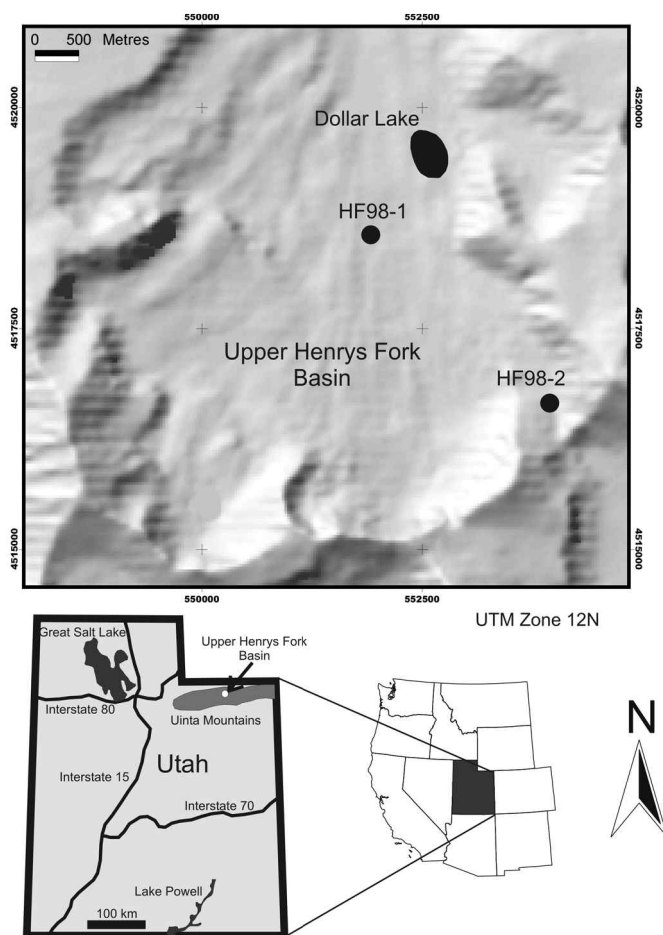 0 500 Metres
550000
552500
4520000
4520000
Dollar Lake
HF98-1
4517500
4517500
Upper Henrys Fork
Basin
HF98-2
4515000
4515000
550000
552500
UTM Zone 12N
Great Salt Lake
Upper Henrys Fork
Basin
Interstate 80
Uinta Mountains
Utah
Interstate 15
Interstate 70
Lake Powell
100 km
N